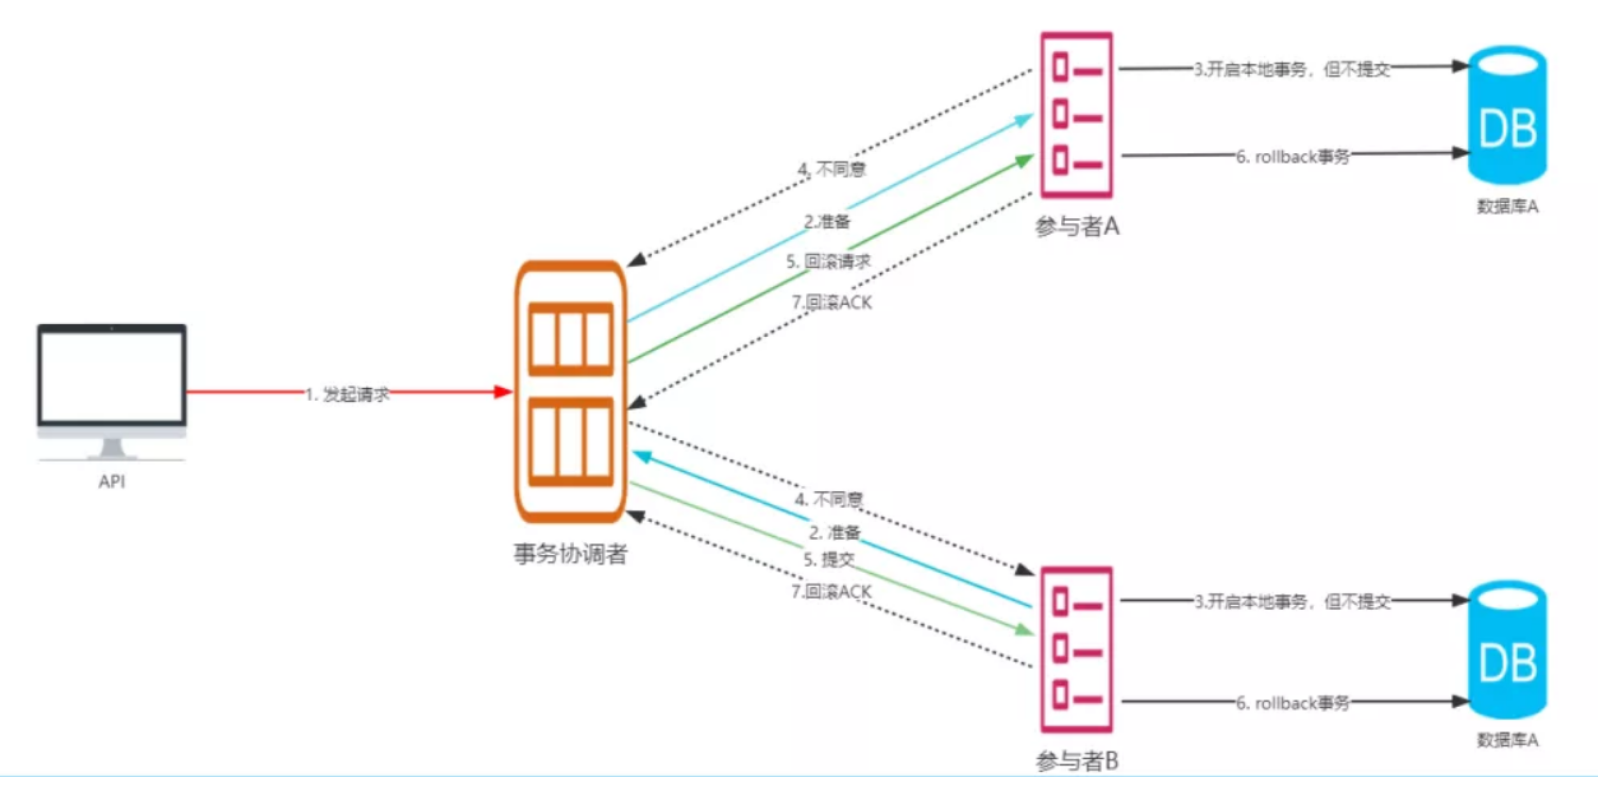 3.开启本地事务，但不提交
DB
4. 不同意
6. rollback事务
2.准备
数据库A
参与者A
5. 回滚请求
7.回滚ACK
1. 发起请求
API
4. 不同意
2. 准备
事务协调者
5. 提交
7.回滚ACK
3.开启本地事务，但不提交
DB
6. rollback事务
数据库A
参与者B